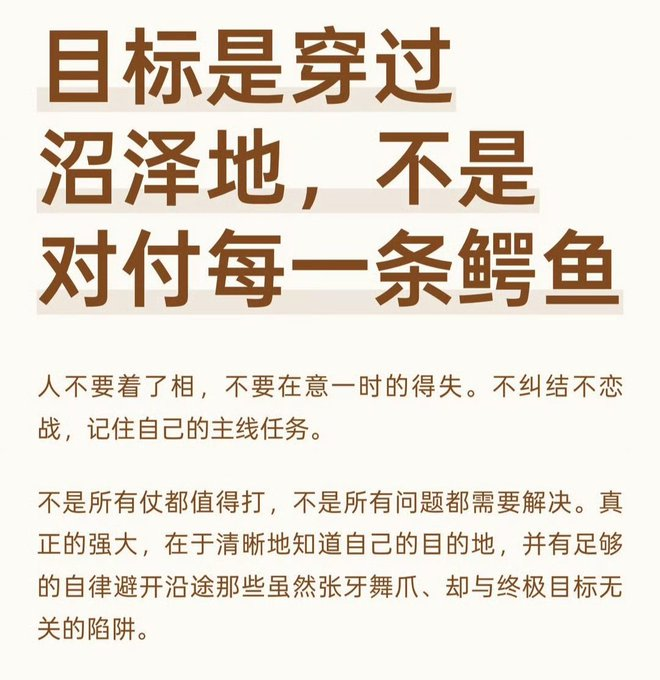 目标是穿过
沼泽地，不是
对付每一条鳄鱼
人不要着了相，不要在意一时的得失。不纠结不恋
战，记住自己的主线任务。
不是所有仗都值得打，不是所有问题都需要解决。真
正的强大，在于清晰地知道自己的目的地，并有足够
的自律避开沿途那些虽然张牙舞爪、却与终极目标无
关的陷阱。